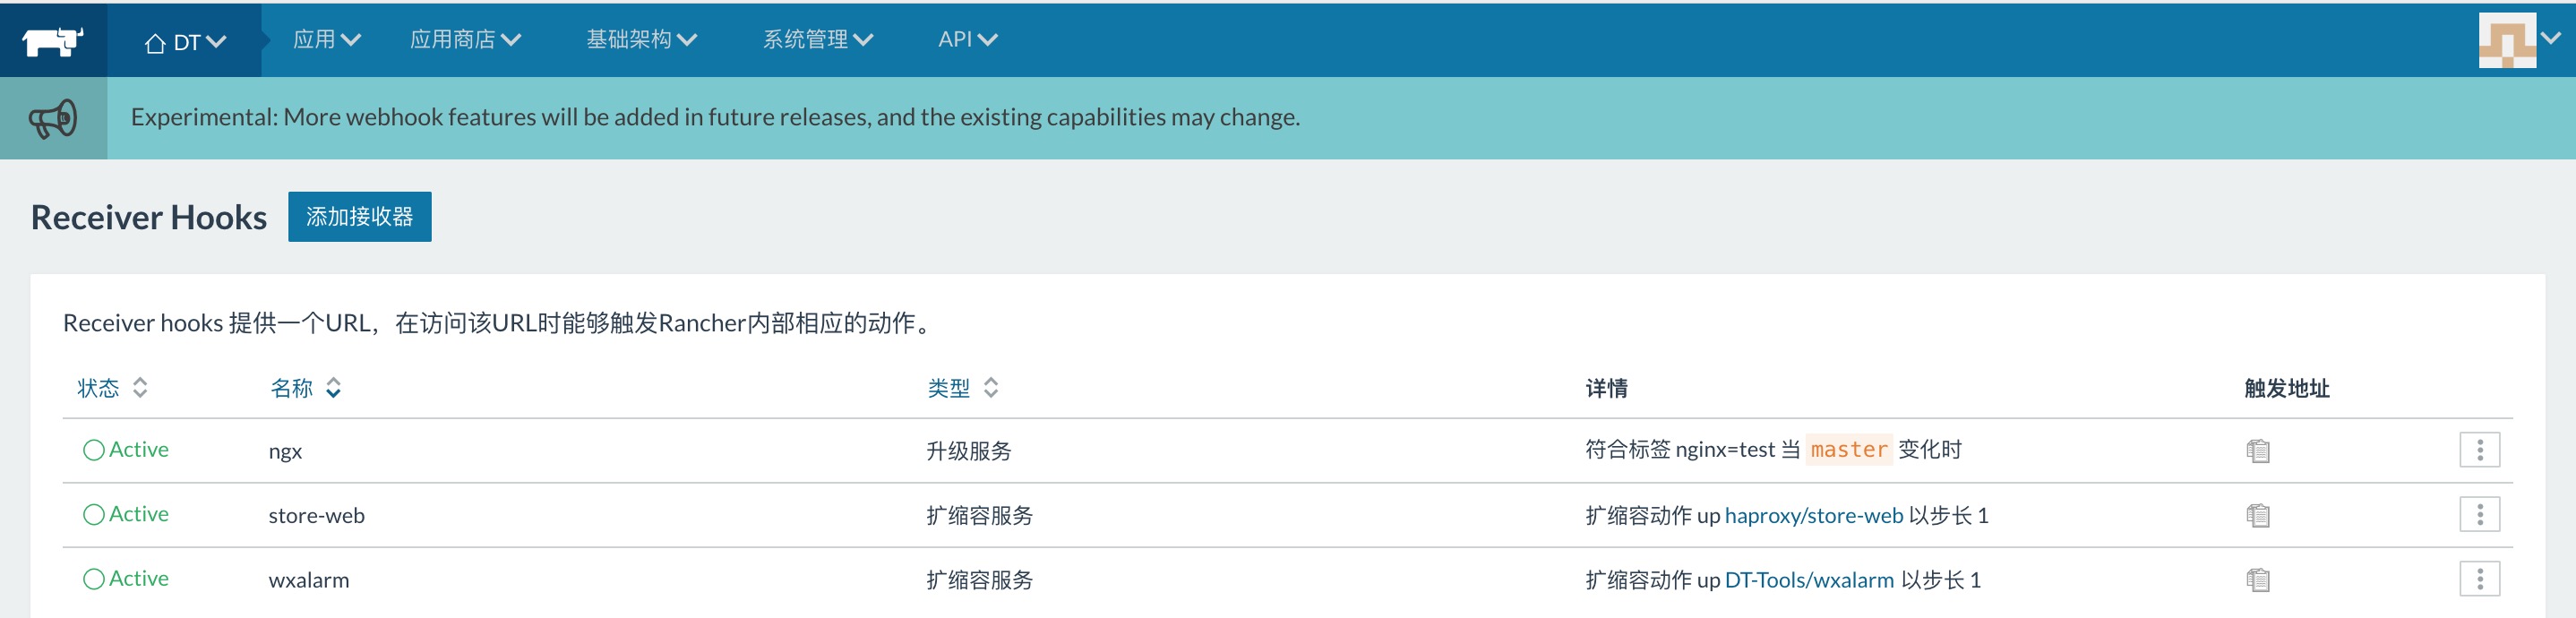 DT 应用 应用商店 基础架构 系统管理 API
Experimental: More webhook features will be added in future releases, and the existing capabilities may change.
Receiver Hooks 添加接收器
Receiver hooks 提供一个URL，在访问该URL时能够触发Rancher内部相应的动作。
状态 名称 类型 详情 触发地址
Active ngx 升级服务 符合标签 nginx=test 当 master 变化时
Active store-web 扩缩容服务 扩缩容动作 up haproxy/store-web 以步长 1
Active wxalarm 扩缩容服务 扩缩容动作 up DT-Tools/wxalarm 以步长 1